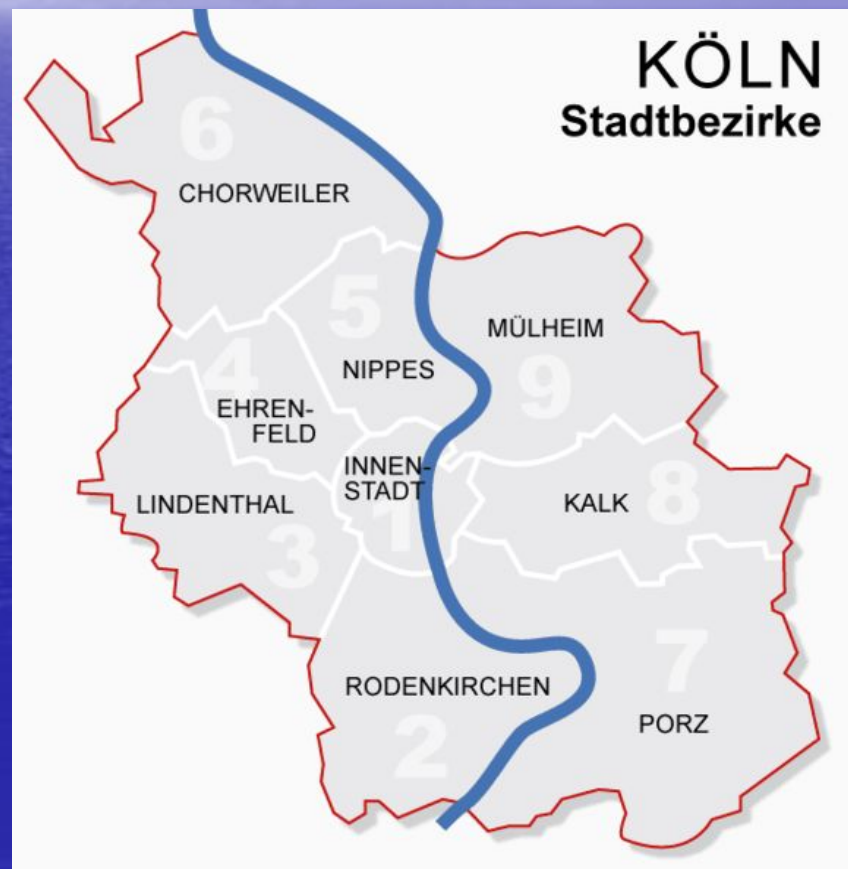 KÖLN
Stadtbezirke
6
CHORWEILER
5
NIPPES
MÜLHEIM
9
4
EHREN-
FELD
INNEN-
STADT
1
LINDENTHAL
3
KALK
8
RODENKIRCHEN
2
7
PORZ